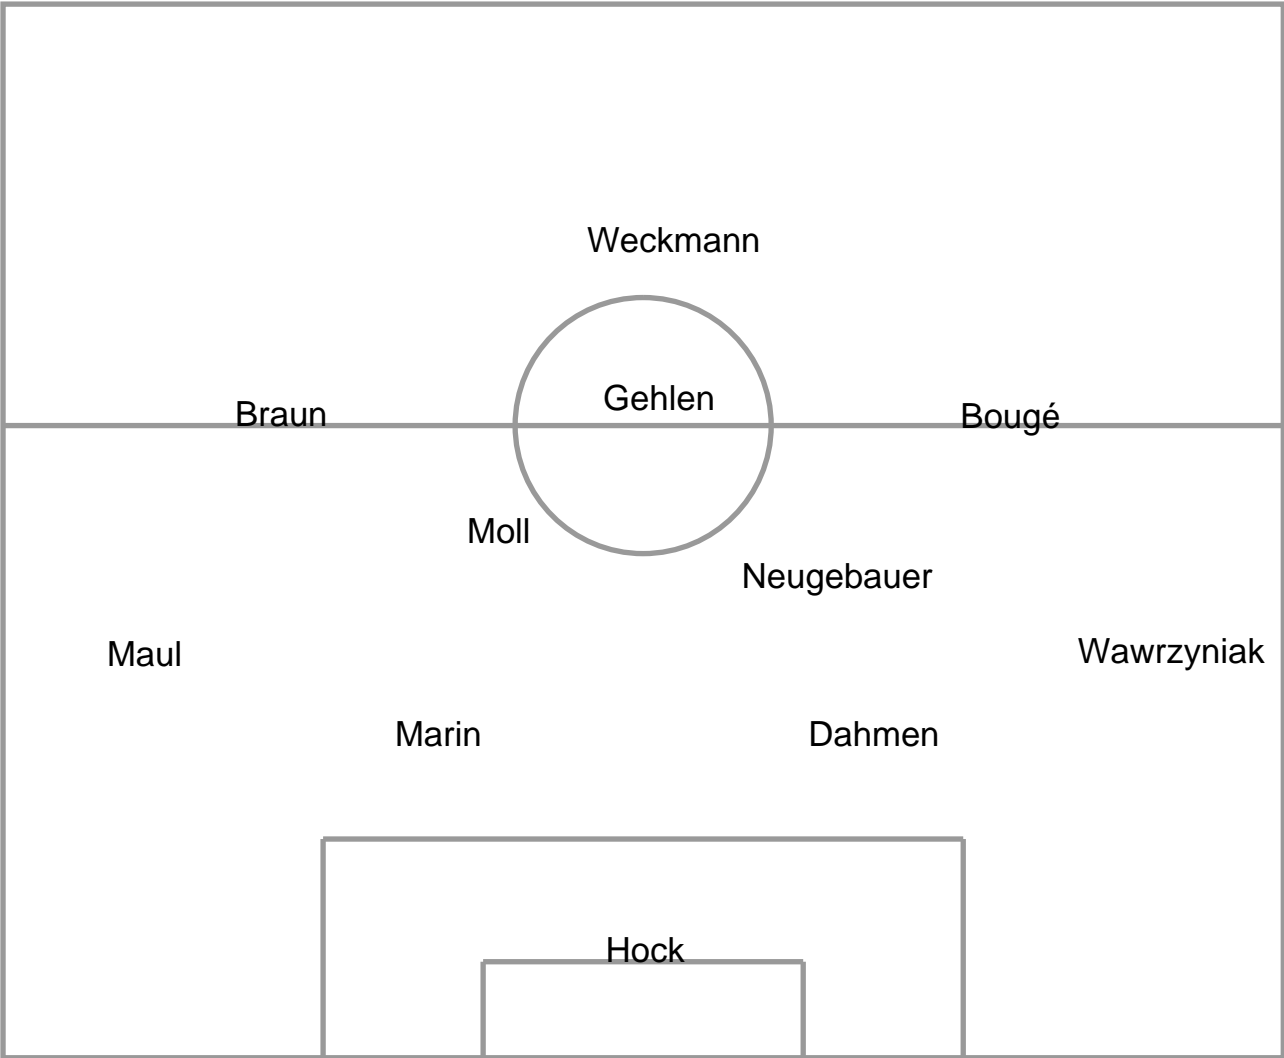 Weckmann
Braun
Gehlen
Bougé
Moll
Neugebauer
Maul
Wawrzyniak
Marin
Dahmen
Hock